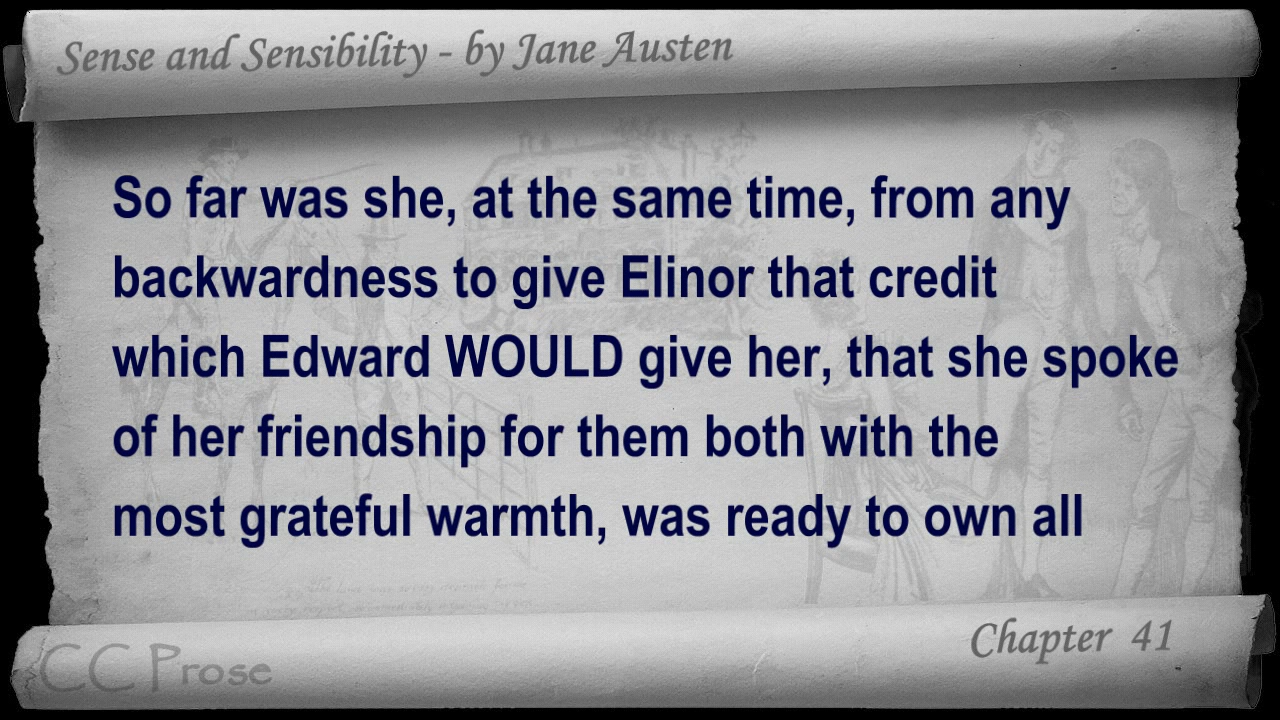 Sense and Sensibility - by Jane Austen
So far was she, at the same time, from any
backwardness to give Elinor that credit
which Edward WOULD give her, that she spoke
of her friendship for them both with the
most grateful warmth, was ready to own all
Chapter 41
CC Prose